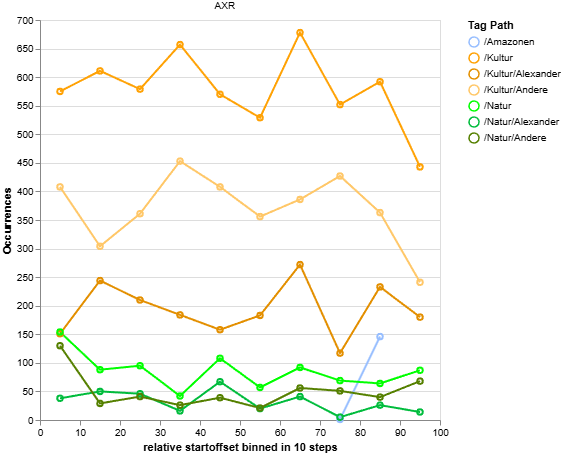 AXR
Occurrences
700
650
600
550
500
450
400
350
300
250
200
150
100
50
0
0 10 20 30 40 50 60 70 80 90 100
relative startoffset binned in 10 steps
Tag Path
/Amazonen
/Kultur
/Kultur/Alexander
/Kultur/Andere
/Natur
/Natur/Alexander
/Natur/Andere